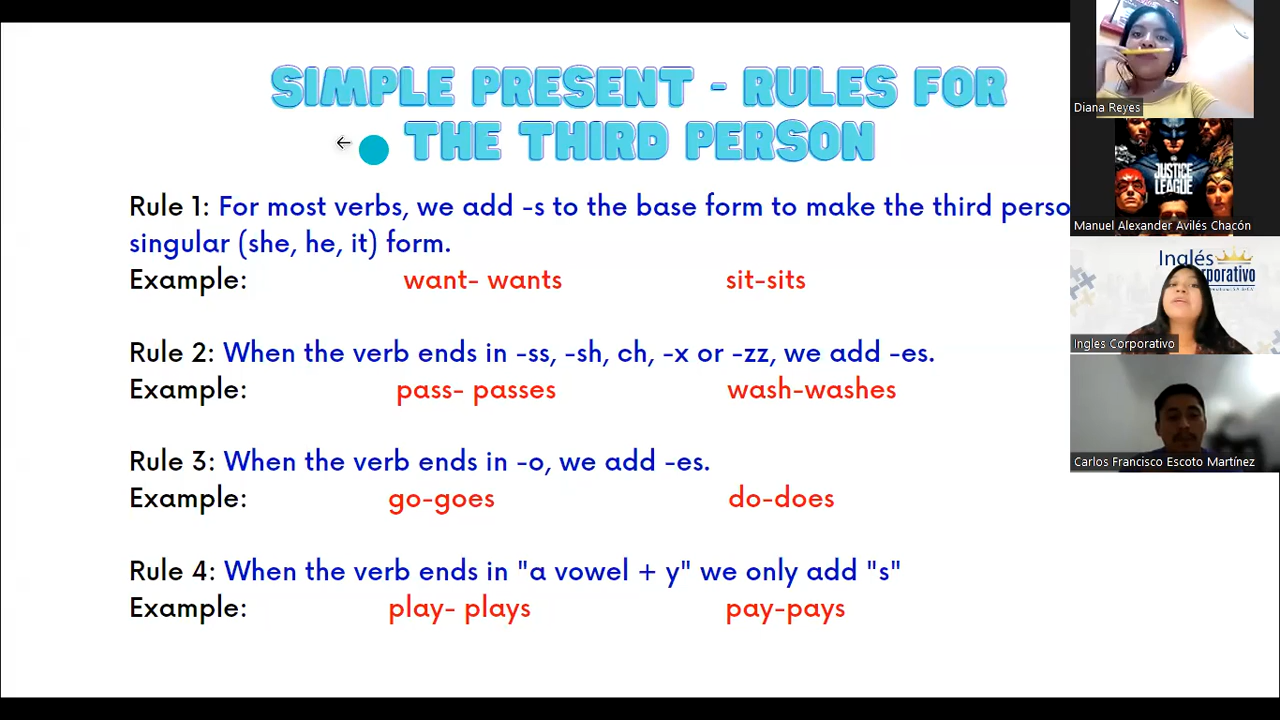 SIMPLE PRESENT - RULES FOR
THE THIRD PERSON
Rule 1: For most verbs, we add -s to the base form to make the third perso
singular (she, he, it) form.
Example: want- wants sit-sits
Rule 2: When the verb ends in -ss, -sh, ch, -x or -zz, we add -es.
Example: pass- passes wash-washes
Rule 3: When the verb ends in -o, we add -es.
Example: go-goes do-does
Rule 4: When the verb ends in "a vowel + y" we only add "s"
Example: play- plays pay-pays
Diana Reyes
JUSTICE
LEAGUE
Manuel Alexander Avilés Chacón
Inglés
orporativo
Ingles Corporativo
Carlos Francisco Escoto Martínez